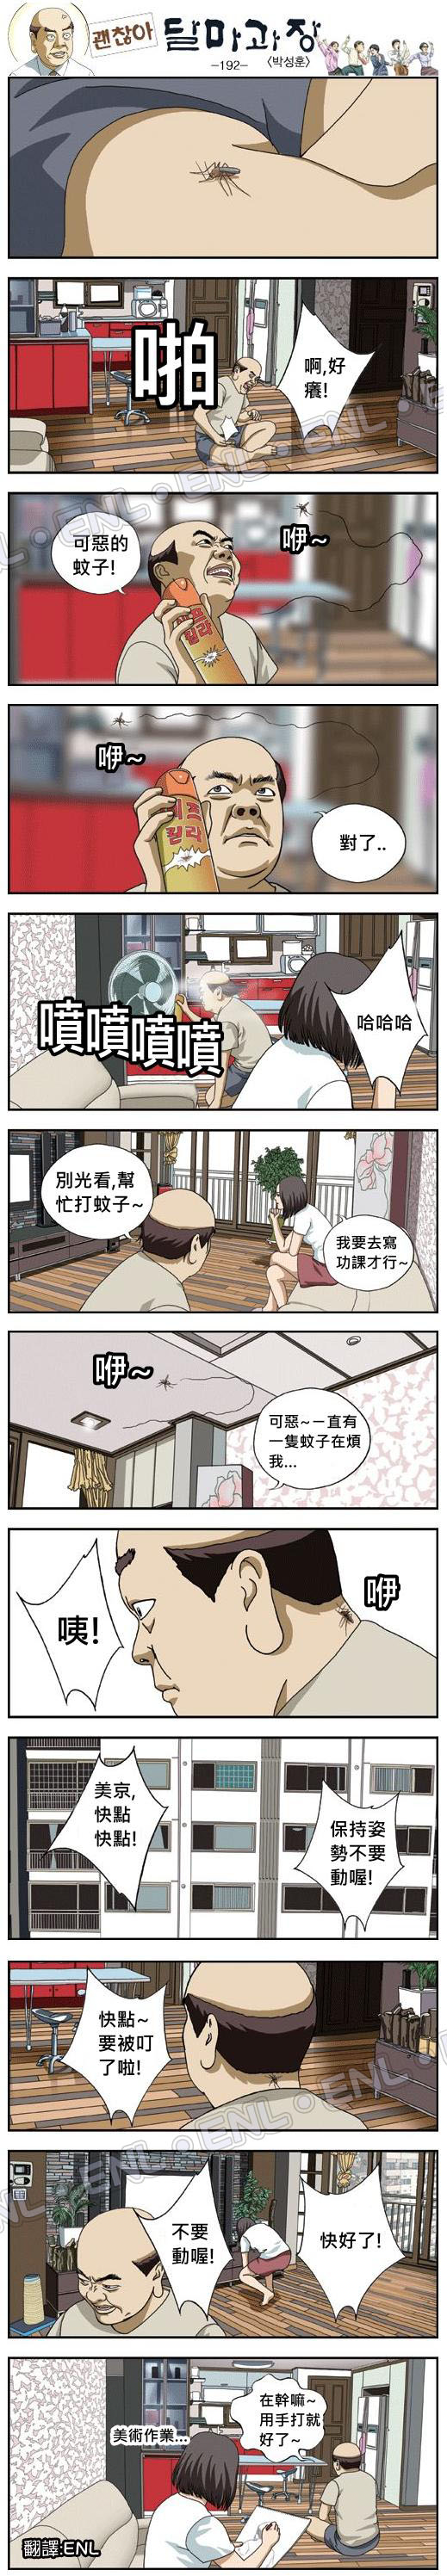 괜찮아
달마과장
-192-
<박성훈>
啪
啊,好
癢!
可惡的
蚊子!
咿~
킬라
咿~
對了..
킬라
噴噴噴噴
哈哈哈
別光看,幫
忙打蚊子~
我要去寫
功課才行~
咿~
可惡~一直有
一隻蚊子在煩
我...
咦!
咿
美京,
快點
快點!
保持姿
勢不要
動喔!
快點~
要被叮
了啦!
不要
動喔!
快好了!
美術作業...
在幹嘛~
用手打就
好了~
翻譯:ENL